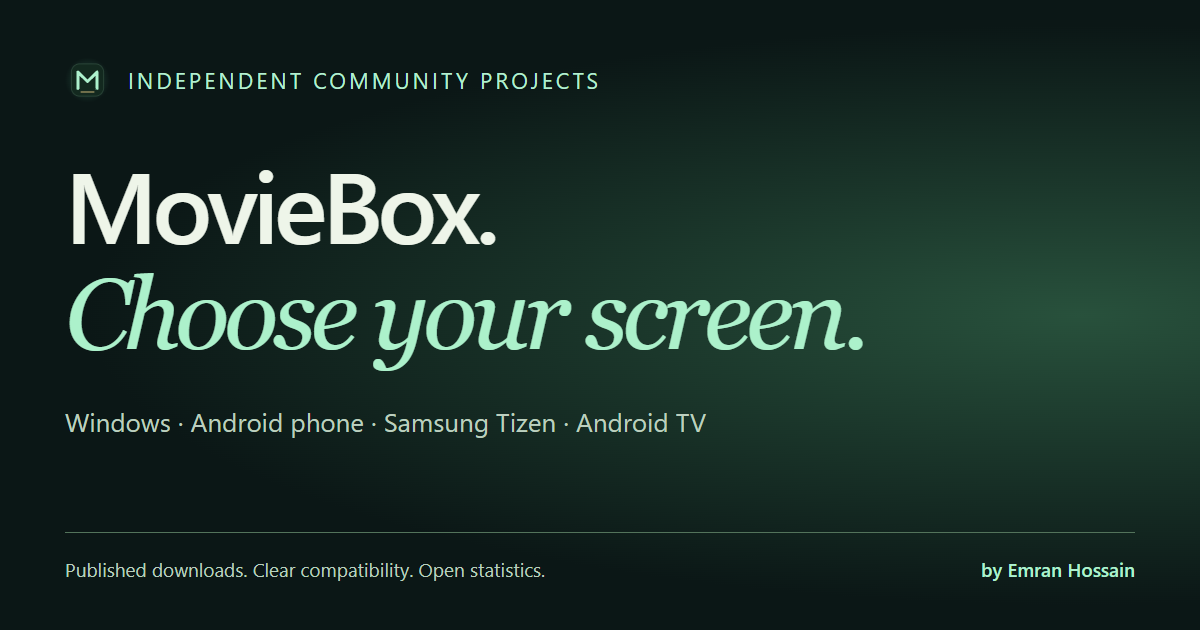 M INDEPENDENT COMMUNITY PROJECTS
MovieBox.
Choose your screen.
Windows · Android phone · Samsung Tizen · Android TV
Published downloads. Clear compatibility. Open statistics.
by Emran Hossain